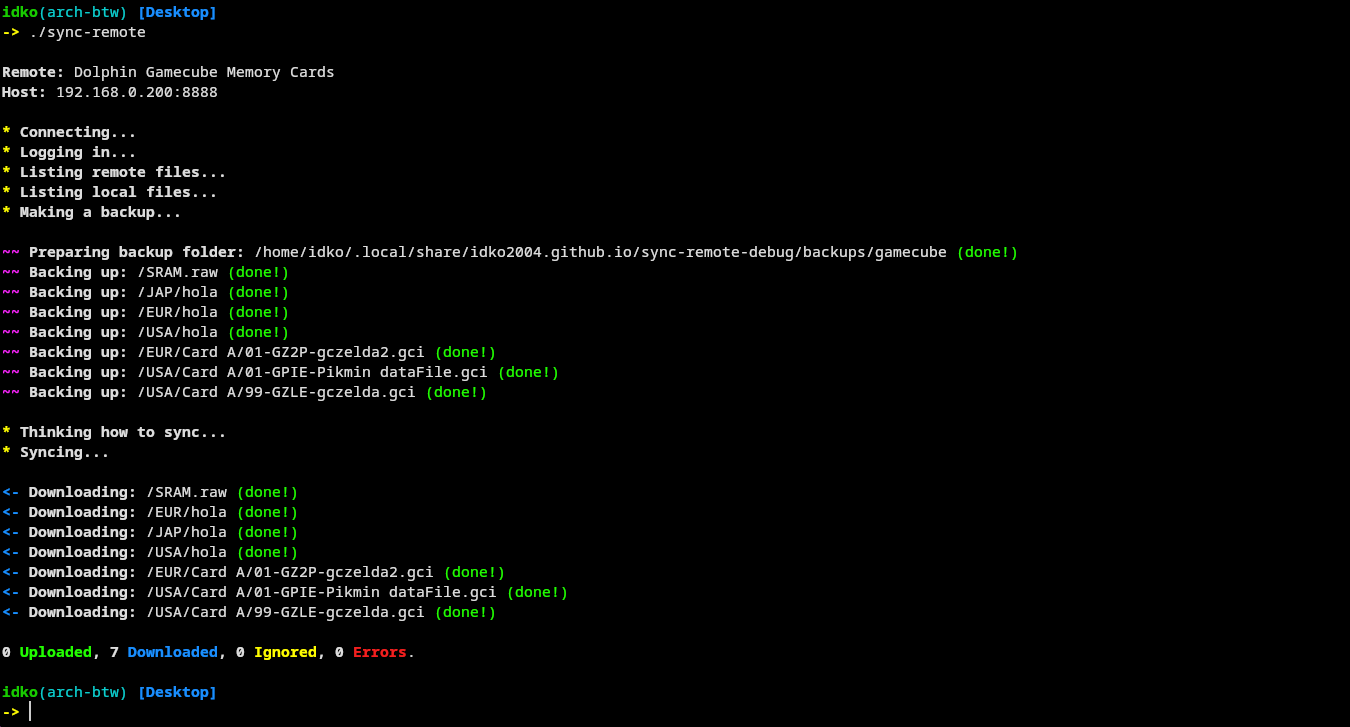 idko(arch-btw) [Desktop]
-> ./sync-remote
Remote: Dolphin Gamecube Memory Cards
Host: 192.168.0.200:8888
* Connecting...
* Logging in...
* Listing remote files...
* Listing local files...
* Making a backup...
~~ Preparing backup folder: /home/idko/.local/share/idko2004.github.io/sync-remote-debug/backups/gamecube (done!)
~~ Backing up: /SRAM.raw (done!)
~~ Backing up: /JAP/hola (done!)
~~ Backing up: /EUR/hola (done!)
~~ Backing up: /USA/hola (done!)
~~ Backing up: /EUR/Card A/01-GZ2P-gczelda2.gci (done!)
~~ Backing up: /USA/Card A/01-GPIE-Pikmin dataFile.gci (done!)
~~ Backing up: /USA/Card A/99-GZLE-gczelda.gci (done!)
* Thinking how to sync...
* Syncing...
<- Downloading: /SRAM.raw (done!)
<- Downloading: /EUR/hola (done!)
<- Downloading: /JAP/hola (done!)
<- Downloading: /USA/hola (done!)
<- Downloading: /EUR/Card A/01-GZ2P-gczelda2.gci (done!)
<- Downloading: /USA/Card A/01-GPIE-Pikmin dataFile.gci (done!)
<- Downloading: /USA/Card A/99-GZLE-gczelda.gci (done!)
0 Uploaded, 7 Downloaded, 0 Ignored, 0 Errors.
idko(arch-btw) [Desktop]
->